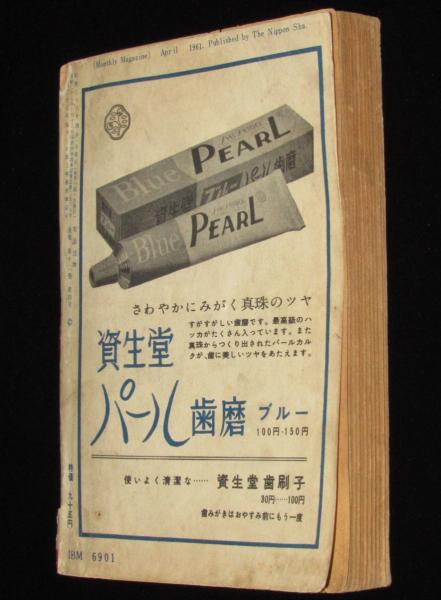 (Monthly Magazine) April 1961. Published by The Nippon Sha.
Blue PEARL
資生堂 ブルーパール歯磨
Blue PEARL
さわやかにみがく真珠のツヤ
すがすがしい歯磨です。最高級のハ
ッカがたくさん入っています。また
真珠からつくり出されたパールカル
クが、歯に美しいツヤをあたえます。
資生堂
パール歯磨 ブルー
100円・150円
使いよく清潔な…… 資生堂歯刷子
30円……100円
歯みがきはおやすみ前にもう一度
特価 九十五円
IBM 6901